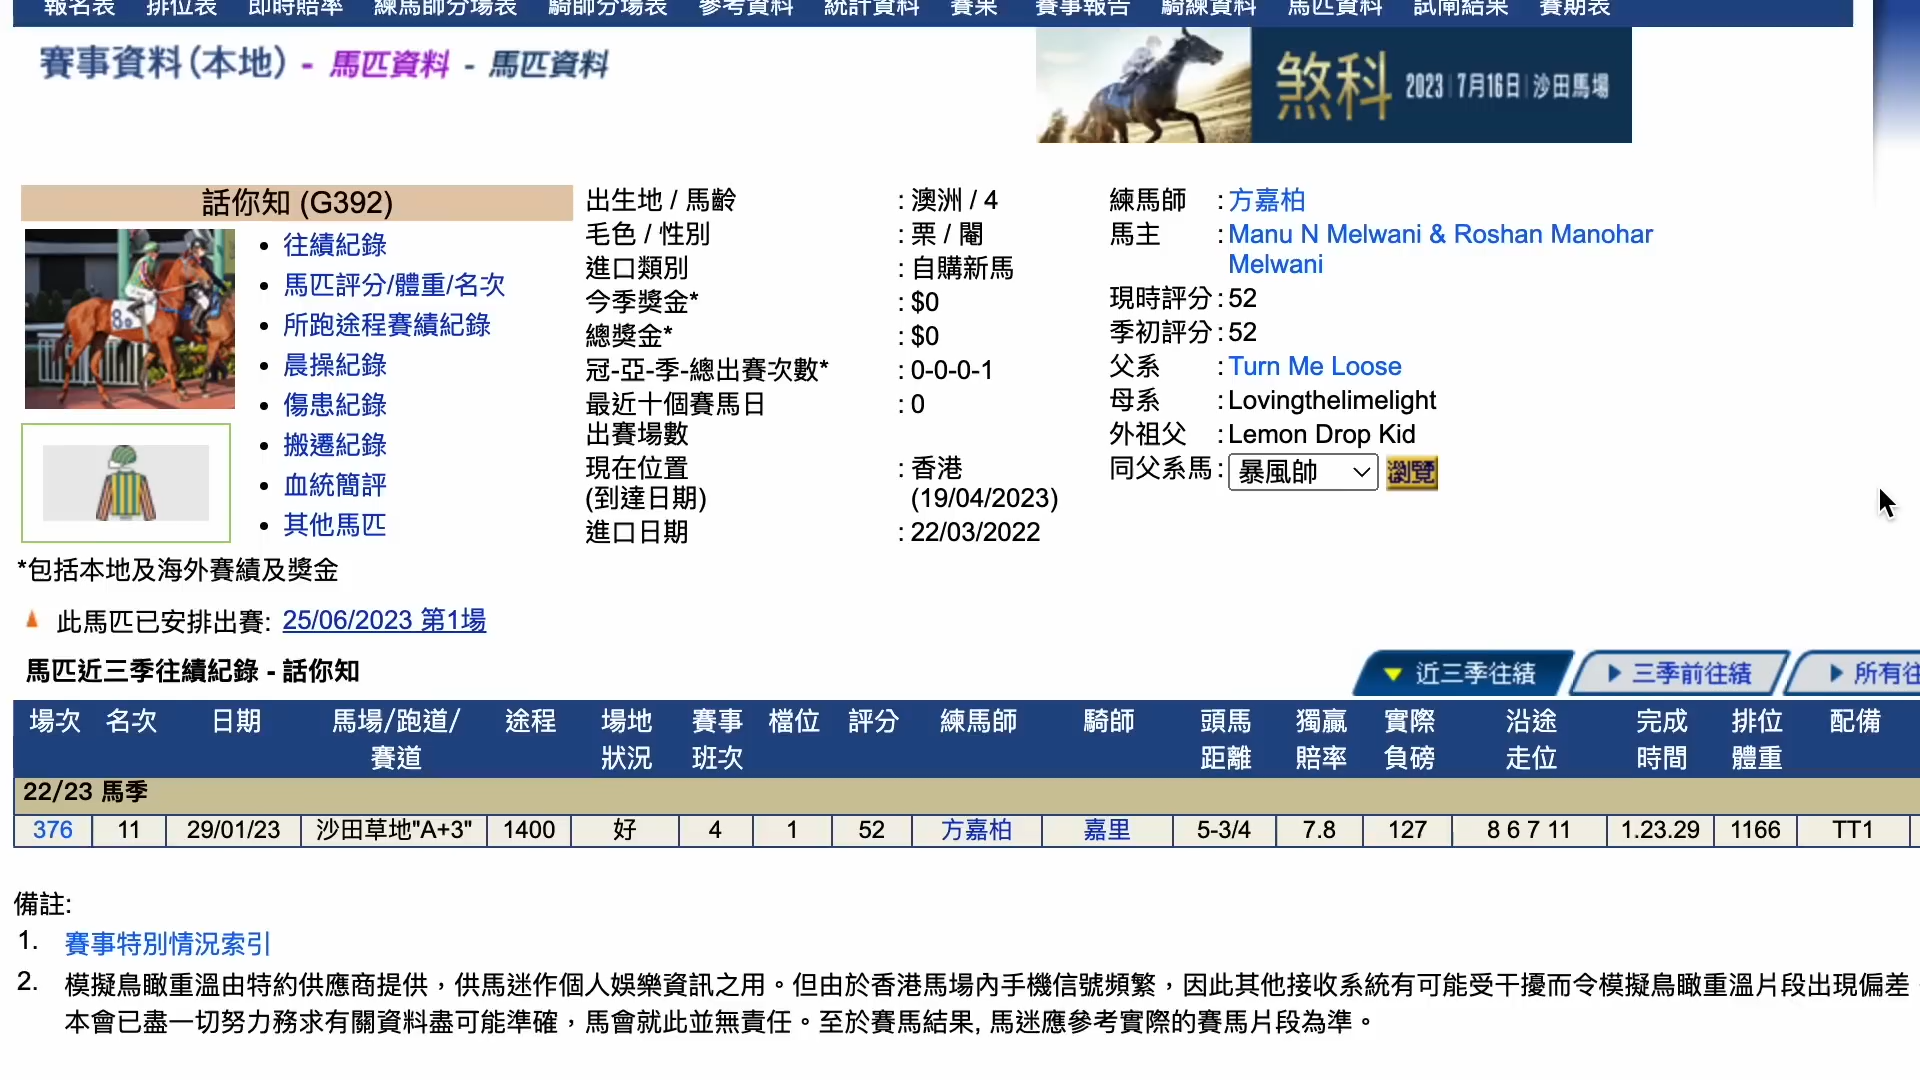 報名表 排位表 即時賠率 練馬師分場表 騎師分場表 參考資料 統計資料 賽果 賽事報告 騎練資料 馬匹資料 試閘結果 賽期表
賽事資料(本地) - 馬匹資料 - 馬匹資料
煞科 2023 7月16日 沙田馬場
話你知 (G392)
往績紀錄
馬匹評分/體重/名次
所跑途程賽績紀錄
晨操紀錄
傷患紀錄
搬遷紀錄
血統簡評
其他馬匹
出生地 / 馬齡 : 澳洲 / 4
毛色 / 性別 : 栗 / 閹
進口類別 : 自購新馬
今季獎金* : $0
總獎金* : $0
冠-亞-季-總出賽次數* : 0-0-0-1
最近十個賽馬日 : 0
出賽場數
現在位置 : 香港
(到達日期) (19/04/2023)
進口日期 : 22/03/2022
練馬師 : 方嘉柏
馬主 : Manu N Melwani & Roshan Manohar
Melwani
現時評分 : 52
季初評分 : 52
父系 : Turn Me Loose
母系 : Lovingthelimelight
外祖父 : Lemon Drop Kid
同父系馬 : 暴風帥 瀏覽
*包括本地及海外賽績及獎金
此馬匹已安排出賽: 25/06/2023 第1場
馬匹近三季往績紀錄 - 話你知
近三季往績 三季前往績 所有往
場次 名次 日期 馬場/跑道/ 途程 場地 賽事 檔位 評分 練馬師 騎師 頭馬 獨贏 實際 沿途 完成 排位 配備
賽道 狀況 班次 距離 賠率 負磅 走位 時間 體重
22/23 馬季
376 11 29/01/23 沙田草地"A+3" 1400 好 4 1 52 方嘉柏 嘉里 5-3/4 7.8 127 8 6 7 11 1.23.29 1166 TT1
備註:
1. 賽事特別情況索引
2. 模擬鳥瞰重溫由特約供應商提供，供馬迷作個人娛樂資訊之用。但由於香港馬場內手機信號頻繁，因此其他接收系統有可能受干擾而令模擬鳥瞰重溫片段出現偏差
本會已盡一切努力務求有關資料盡可能準確，馬會就此並無責任。至於賽馬結果, 馬迷應參考實際的賽馬片段為準。